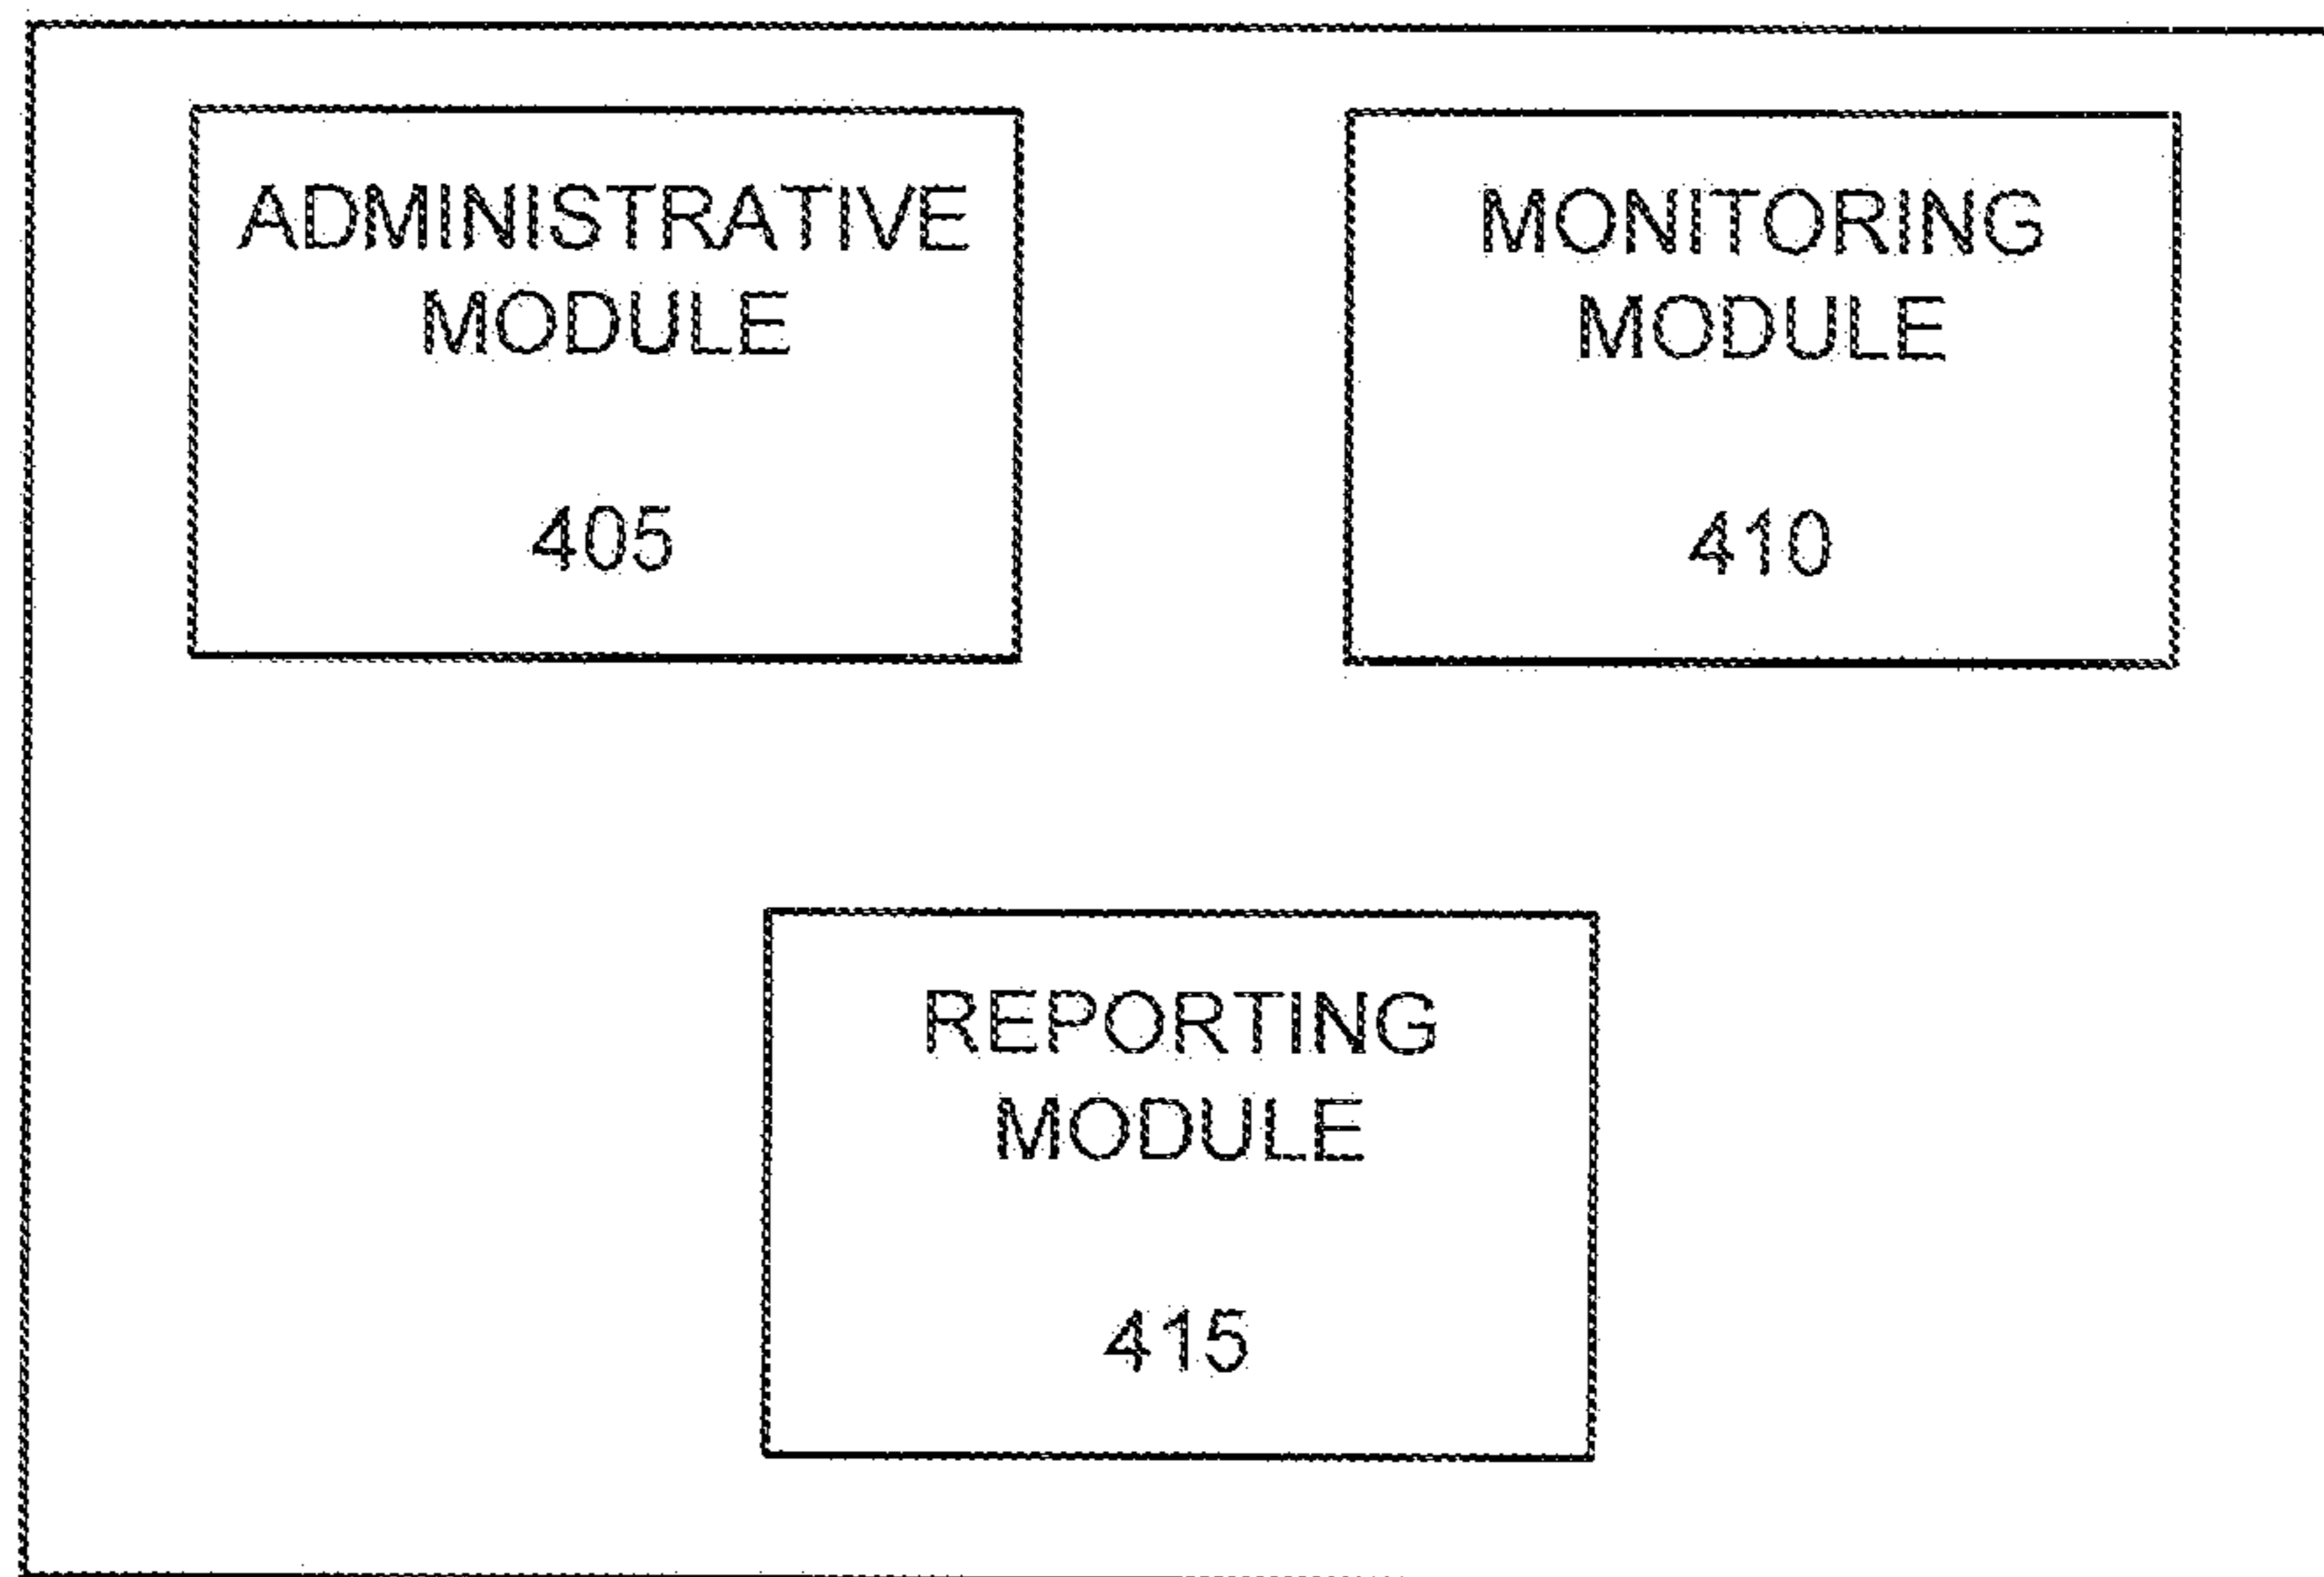 ADMINISTRATIVE
MODULE
405
MONITORING
MODULE
410
REPORTING
MODULE
415